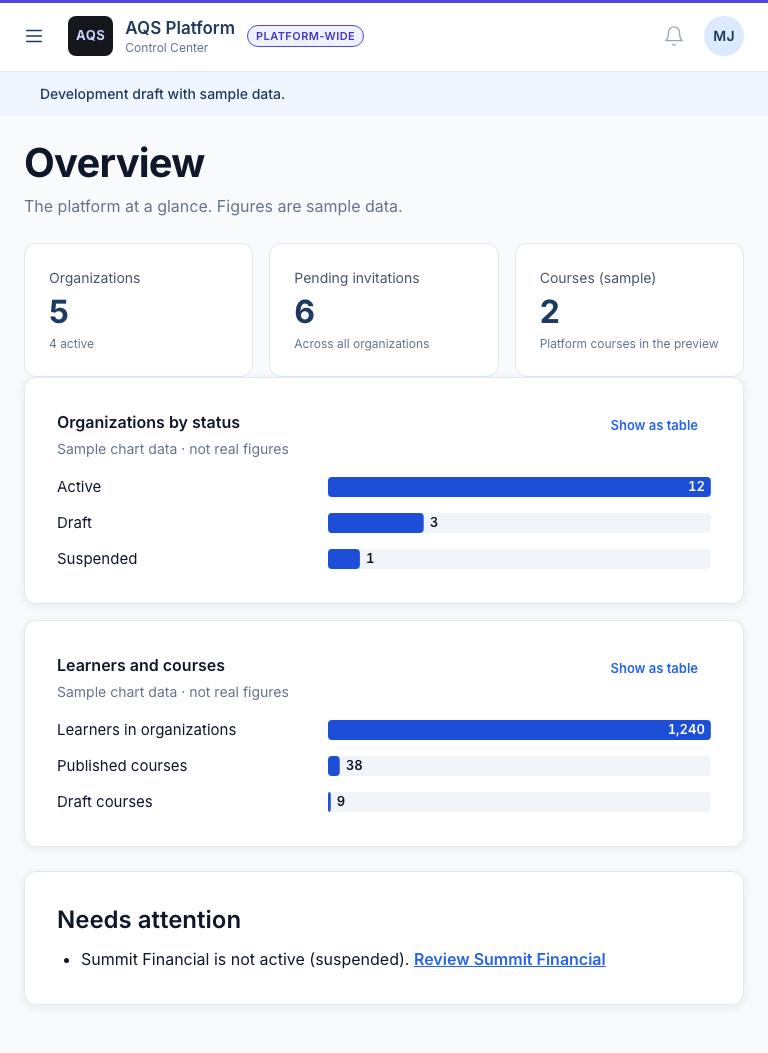 AQS
AQS Platform
Control Center
PLATFORM-WIDE
MJ
Development draft with sample data.
Overview
The platform at a glance. Figures are sample data.
Organizations
5
4 active
Pending invitations
6
Across all organizations
Courses (sample)
2
Platform courses in the preview
Organizations by status
Show as table
Sample chart data · not real figures
Active 12
Draft 3
Suspended 1
Learners and courses
Show as table
Sample chart data · not real figures
Learners in organizations 1,240
Published courses 38
Draft courses 9
Needs attention
• Summit Financial is not active (suspended). Review Summit Financial